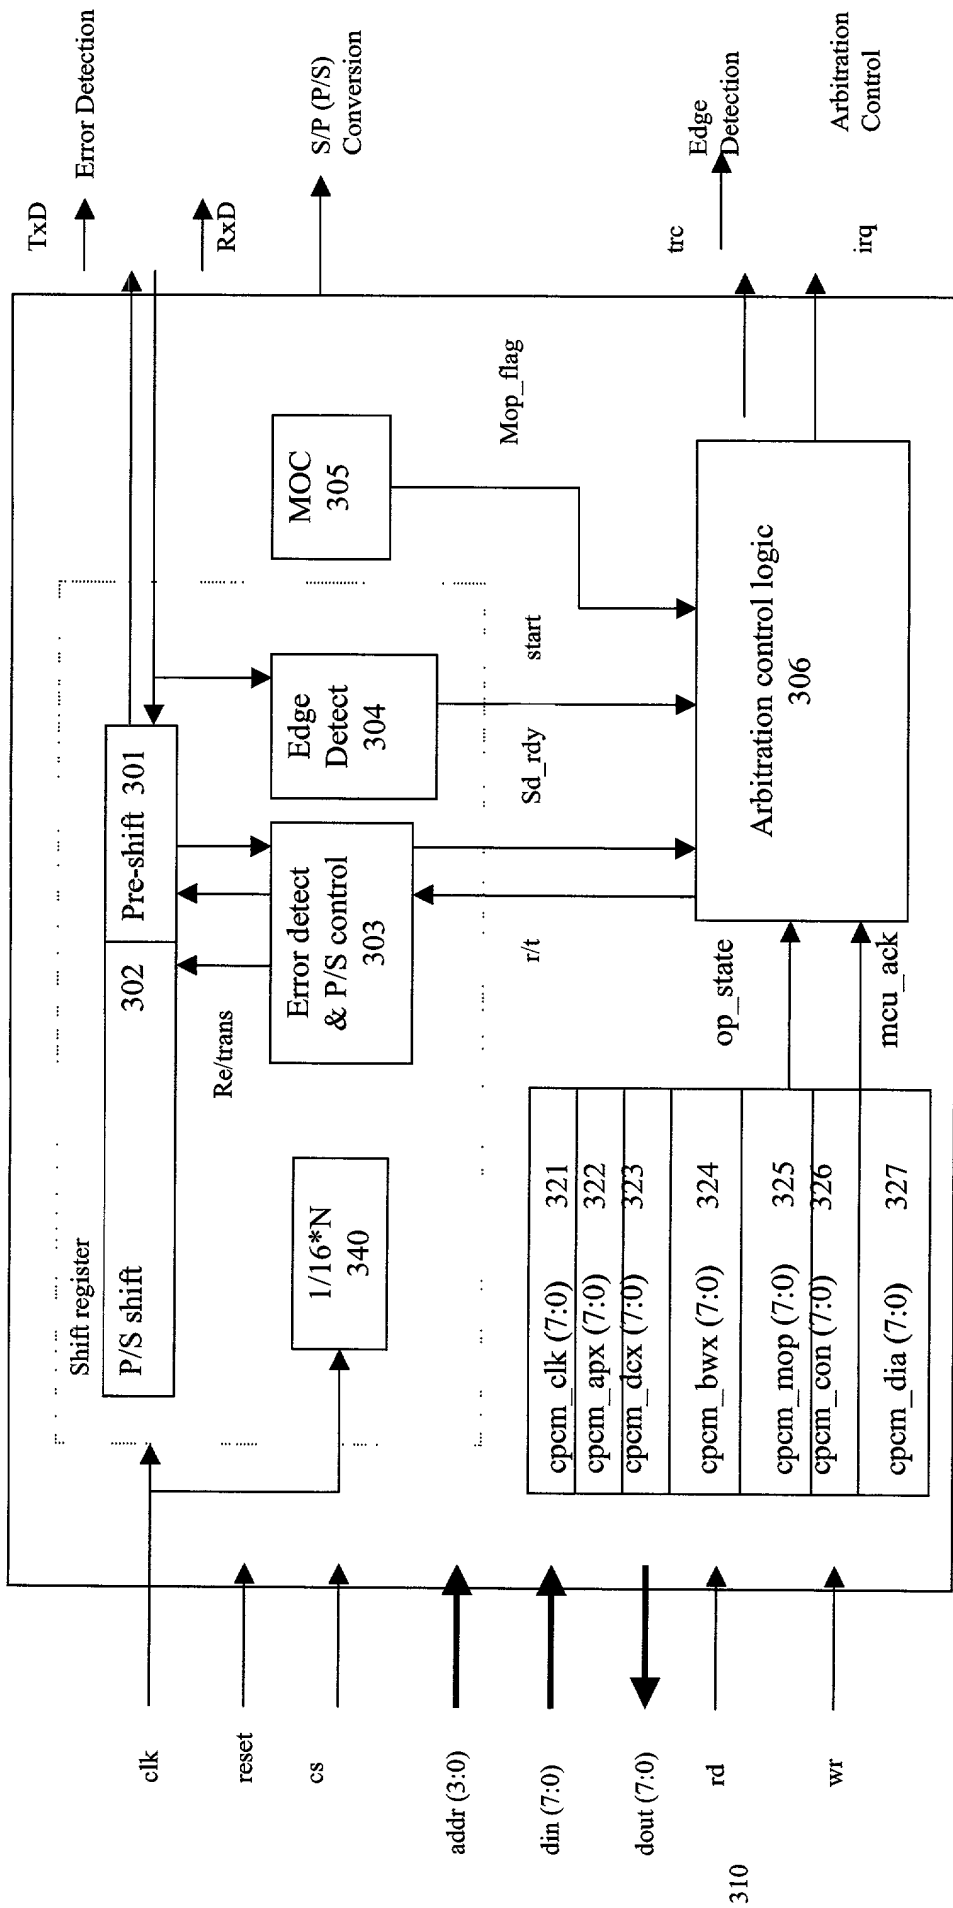 clk
reset
cs
addr (3:0)
din (7:0)
dout (7:0)
rd
wr
310
Shift register
P/S shift
302
Pre-shift 301
Re/trans
1/16*N
340
Error detect
& P/S control
303
Edge
Detect
304
MOC
305
r/t
Sd_rdy
start
Mop_flag
cpcm_clk (7:0) 321
cpcm_apx (7:0) 322
cpcm_dcx (7:0) 323
cpcm_bwx (7:0) 324
cpcm_mop (7:0) 325
cpcm_con (7:0) 326
cpcm_dia (7:0) 327
op_state
mcu_ack
Arbitration control logic
306
TxD
Error Detection
RxD
S/P (P/S)
Conversion
trc
Edge
Detection
irq
Arbitration
Control